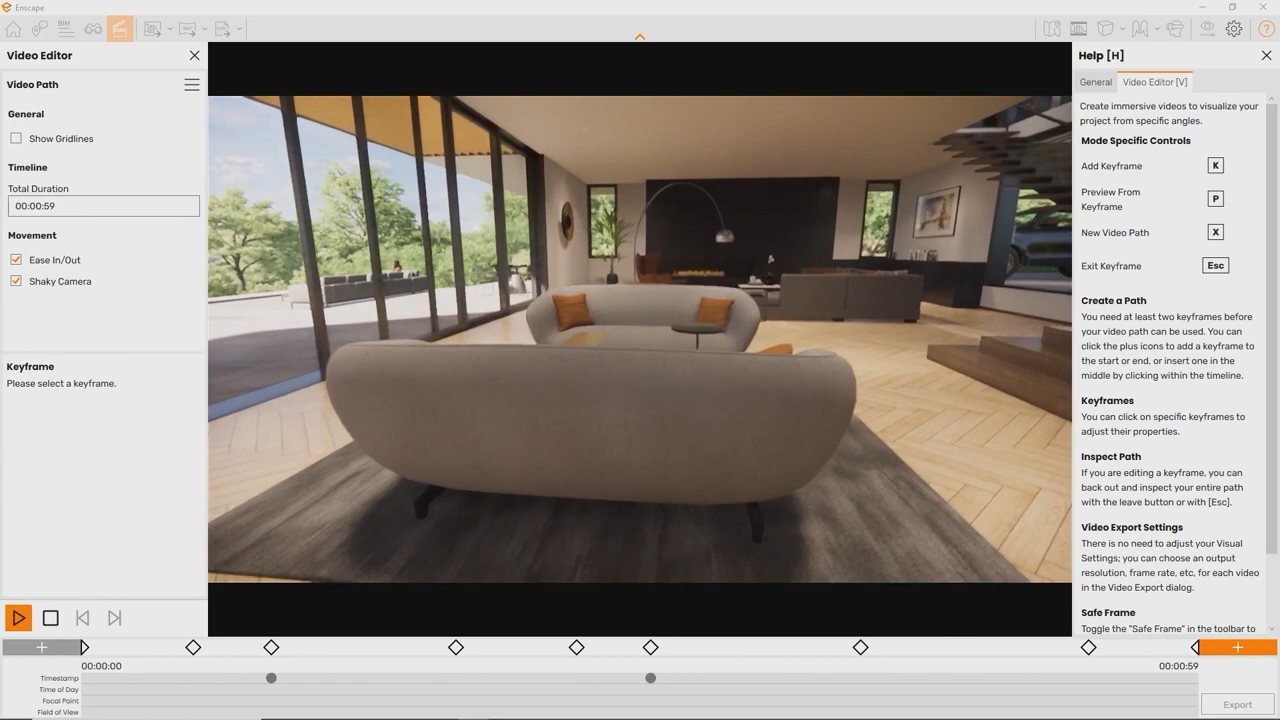 Enscape
BIM
Video Editor
Video Path
General
Show Gridlines
Timeline
Total Duration
00:00:59
Movement
Ease In/Out
Shaky Camera
Keyframe
Please select a keyframe.
Help [H]
General
Video Editor [V]
Create immersive videos to visualize your
project from specific angles.
Mode Specific Controls
Add Keyframe K
Preview From
Keyframe P
New Video Path X
Exit Keyframe Esc
Create a Path
You need at least two keyframes before
your video path can be used. You can
click the plus icons to add a keyframe to
the start or end, or insert one in the
middle by clicking within the timeline.
Keyframes
You can click on specific keyframes to
adjust their properties.
Inspect Path
If you are editing a keyframe, you can
back out and inspect your entire path
with the leave button or with [Esc].
Video Export Settings
There is no need to adjust your Visual
Settings; you can choose an output
resolution, frame rate, etc, for each video
in the Video Export dialog.
Safe Frame
Toggle the "Safe Frame" in the toolbar to
00:00:00
00:00:59
Timestamp
Time of Day
Focal Point
Field of View
Export